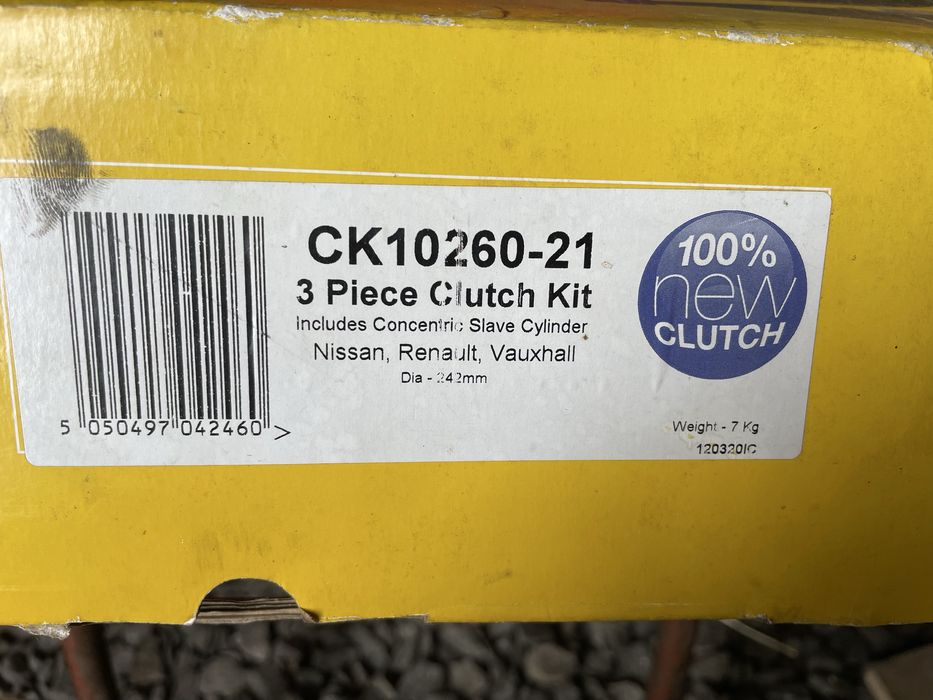 CK10260-21
3 Piece Clutch Kit
Includes Concentric Slave Cylinder
Nissan, Renault, Vauxhall
Dia - 242mm
100%
new
CLUTCH
5 050497 042460 >
Weight - 7 Kg
120320IC